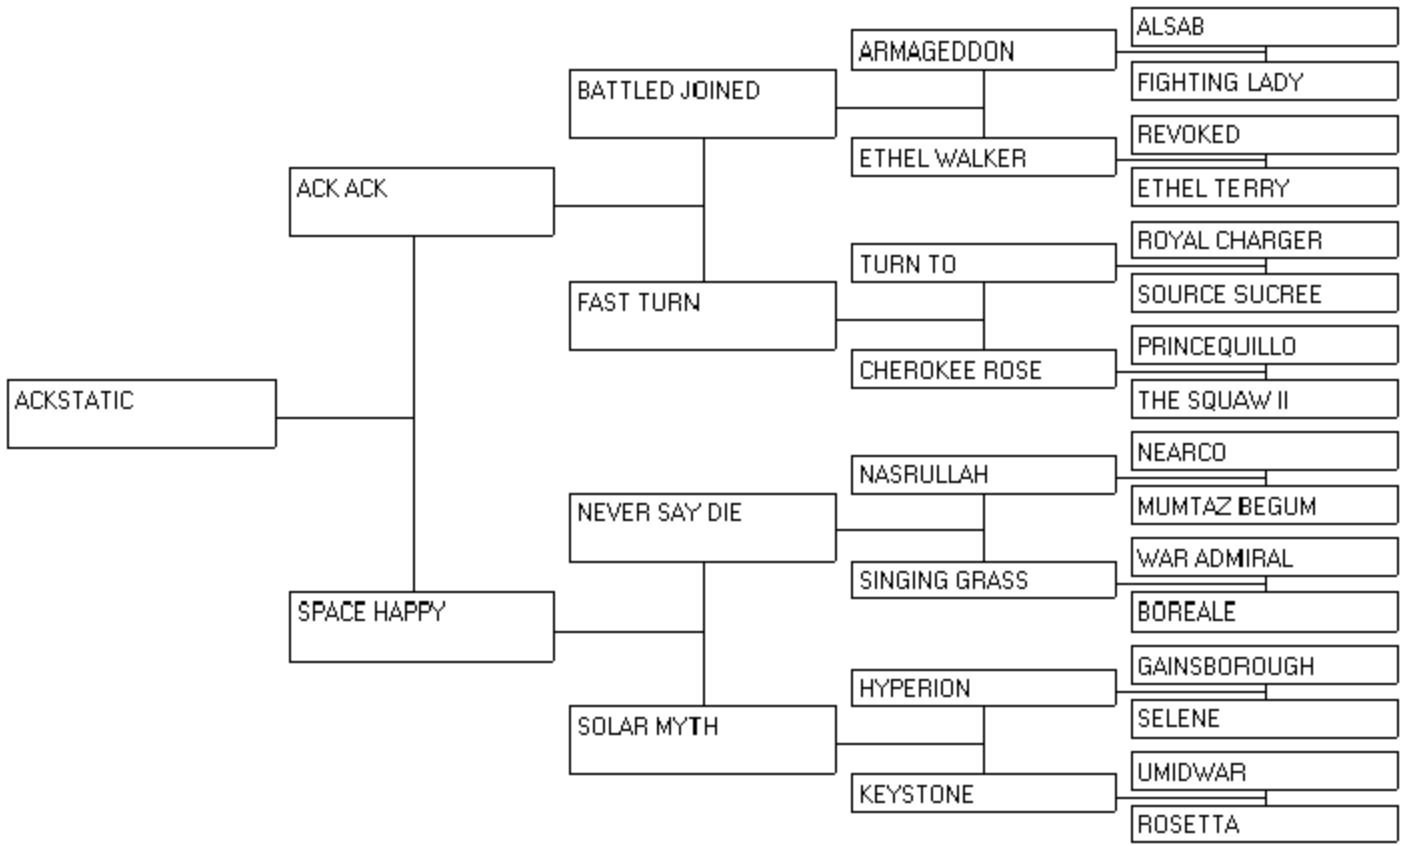 ALSAB
ARMAGEDDON
FIGHTING LADY
BATTLED JOINED
REVOKED
ETHEL WALKER
ETHEL TERRY
ACK ACK
ROYAL CHARGER
TURN TO
SOURCE SUCREE
FAST TURN
PRINCEQUILLO
CHEROKEE ROSE
THE SQUAW II
ACKSTATIC
NEARCO
NASRULLAH
MUMTAZ BEGUM
NEVER SAY DIE
WAR ADMIRAL
SINGING GRASS
BOREALE
SPACE HAPPY
GAINSBOROUGH
HYPERION
SELENE
SOLAR MYTH
UMIDWAR
KEYSTONE
ROSETTA